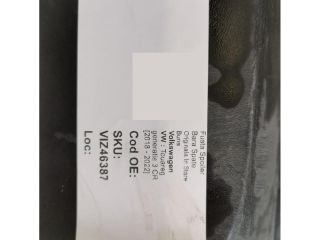 Fusta Spoiler
Bara Spate
Originala In Stare
Buna
Volkswagen
VW : Touareg
generatie 3 CR
[2018 - 2022]
Cod OE:
SKU:
VIZ46387
Loc: